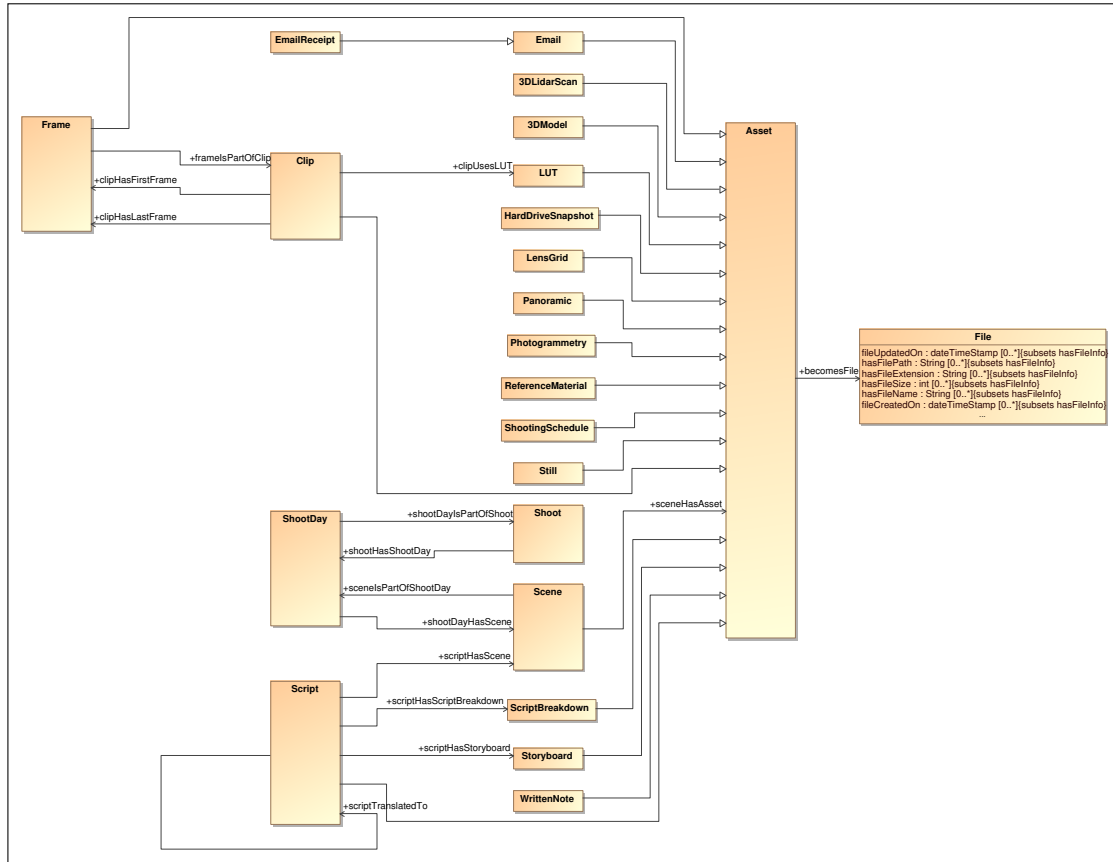 EmailReceipt
Email
3DLidarScan
Frame
3DModel
Asset
+frameIsPartOfClip
Clip
+clipUsesLUT
LUT
+clipHasFirstFrame
+clipHasLastFrame
HardDriveSnapshot
LensGrid
Panoramic
Photogrammetry
File
fileUpdatedOn : dateTimeStamp [0..*]{subsets hasFileInfo}
hasFilePath : String [0..*]{subsets hasFileInfo}
hasFileExtension : String [0..*]{subsets hasFileInfo}
hasFileSize : int [0..*]{subsets hasFileInfo}
hasFileName : String [0..*]{subsets hasFileInfo}
fileCreatedOn : dateTimeStamp [0..*]{subsets hasFileInfo}
...
+becomesFile
ReferenceMaterial
ShootingSchedule
Still
ShootDay
+shootDayIsPartOfShoot
Shoot
+sceneHasAsset
+shootHasShootDay
+sceneIsPartOfShootDay
Scene
+shootDayHasScene
+scriptHasScene
Script
+scriptHasScriptBreakdown
ScriptBreakdown
+scriptHasStoryboard
Storyboard
WrittenNote
+scriptTranslatedTo